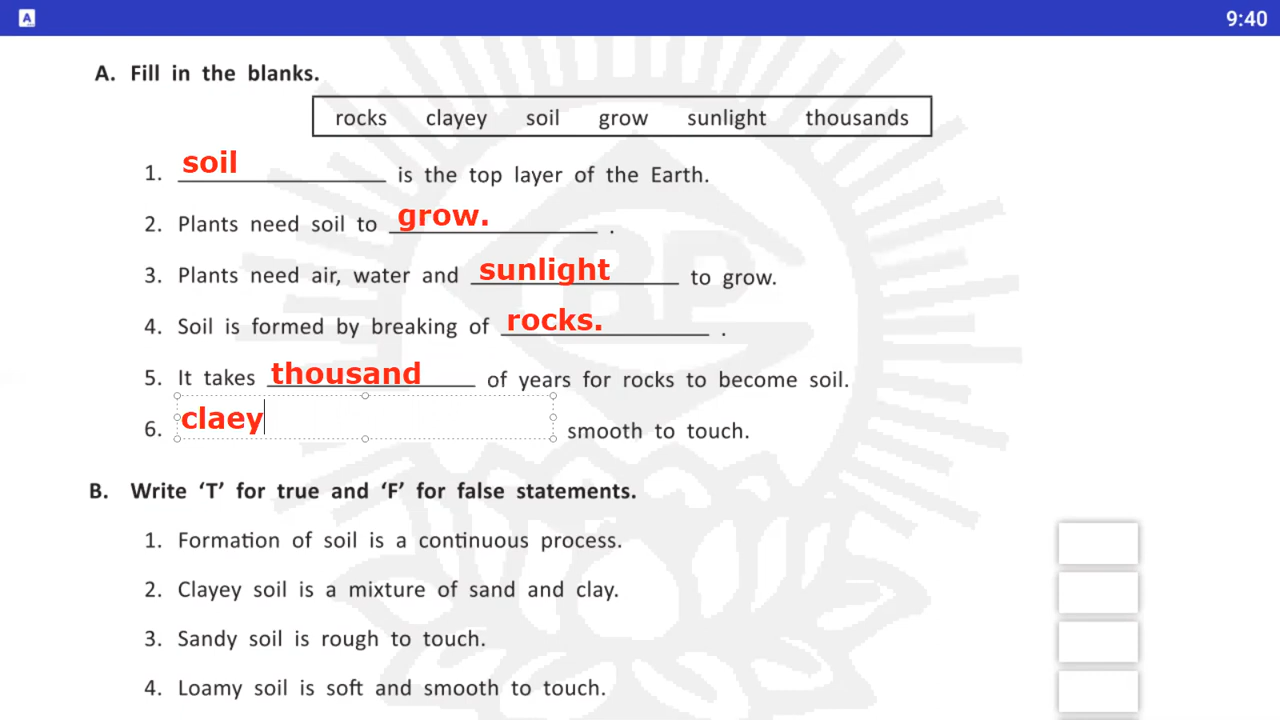 A 9:40
A. Fill in the blanks.
rocks clayey soil grow sunlight thousands
1. soil is the top layer of the Earth.
2. Plants need soil to grow. .
3. Plants need air, water and sunlight to grow.
4. Soil is formed by breaking of rocks. .
5. It takes thousand of years for rocks to become soil.
6. claey smooth to touch.
B. Write ‘T’ for true and ‘F’ for false statements.
1. Formation of soil is a continuous process.
2. Clayey soil is a mixture of sand and clay.
3. Sandy soil is rough to touch.
4. Loamy soil is soft and smooth to touch.